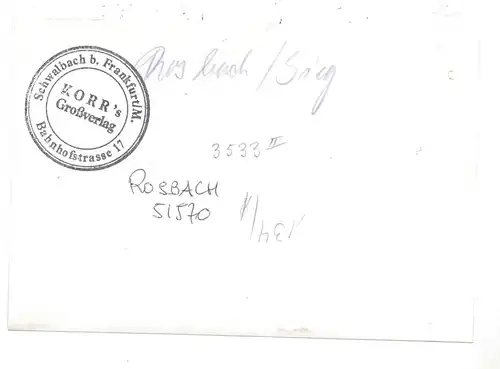 Schwalbach b. Frankfurt/M.
KORR's
Großverlag
Bahnhofstrasse 17
Rosbach/Sieg
3533 II
ROSBACH
51570